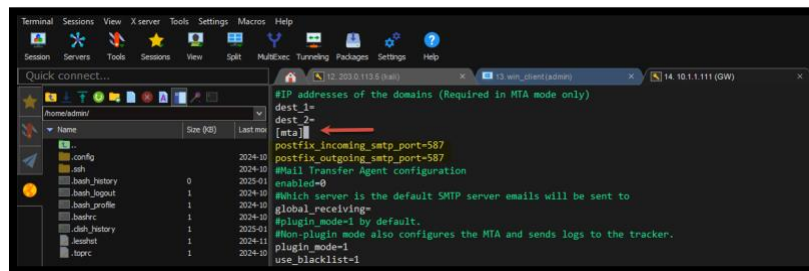 Terminal Sessions View X server Tools Settings Macros Help
Session Servers Tools Sessions View Split MultiExec Tunneling Packages Settings Help
Quick connect...
12. 203.0.113.5 (kali)
13. win_client(admin)
14. 10.1.1.111 (GW)
/home/admin/
Name Size (KB) Last mod
..
.config 2024-10
.ssh 2024-10
.bash_history 0 2025-01
.bash_logout 1 2024-10
.bash_profile 1 2024-10
.bashrc 1 2024-10
.clish_history 1 2025-01
.lesshst 1 2024-11
.toprc 1 2024-10
#IP addresses of the domains (Required in MTA mode only)
dest_1=
dest_2=
[mta]
postfix_incoming_smtp_port=587
postfix_outgoing_smtp_port=587
#Mail Transfer Agent configuration
enabled=0
#Which server is the default SMTP server emails will be sent to
global_receiving=
#plugin_mode=1 by default.
#Non-plugin mode also configures the MTA and sends logs to the tracker.
plugin_mode=1
use_blacklist=1